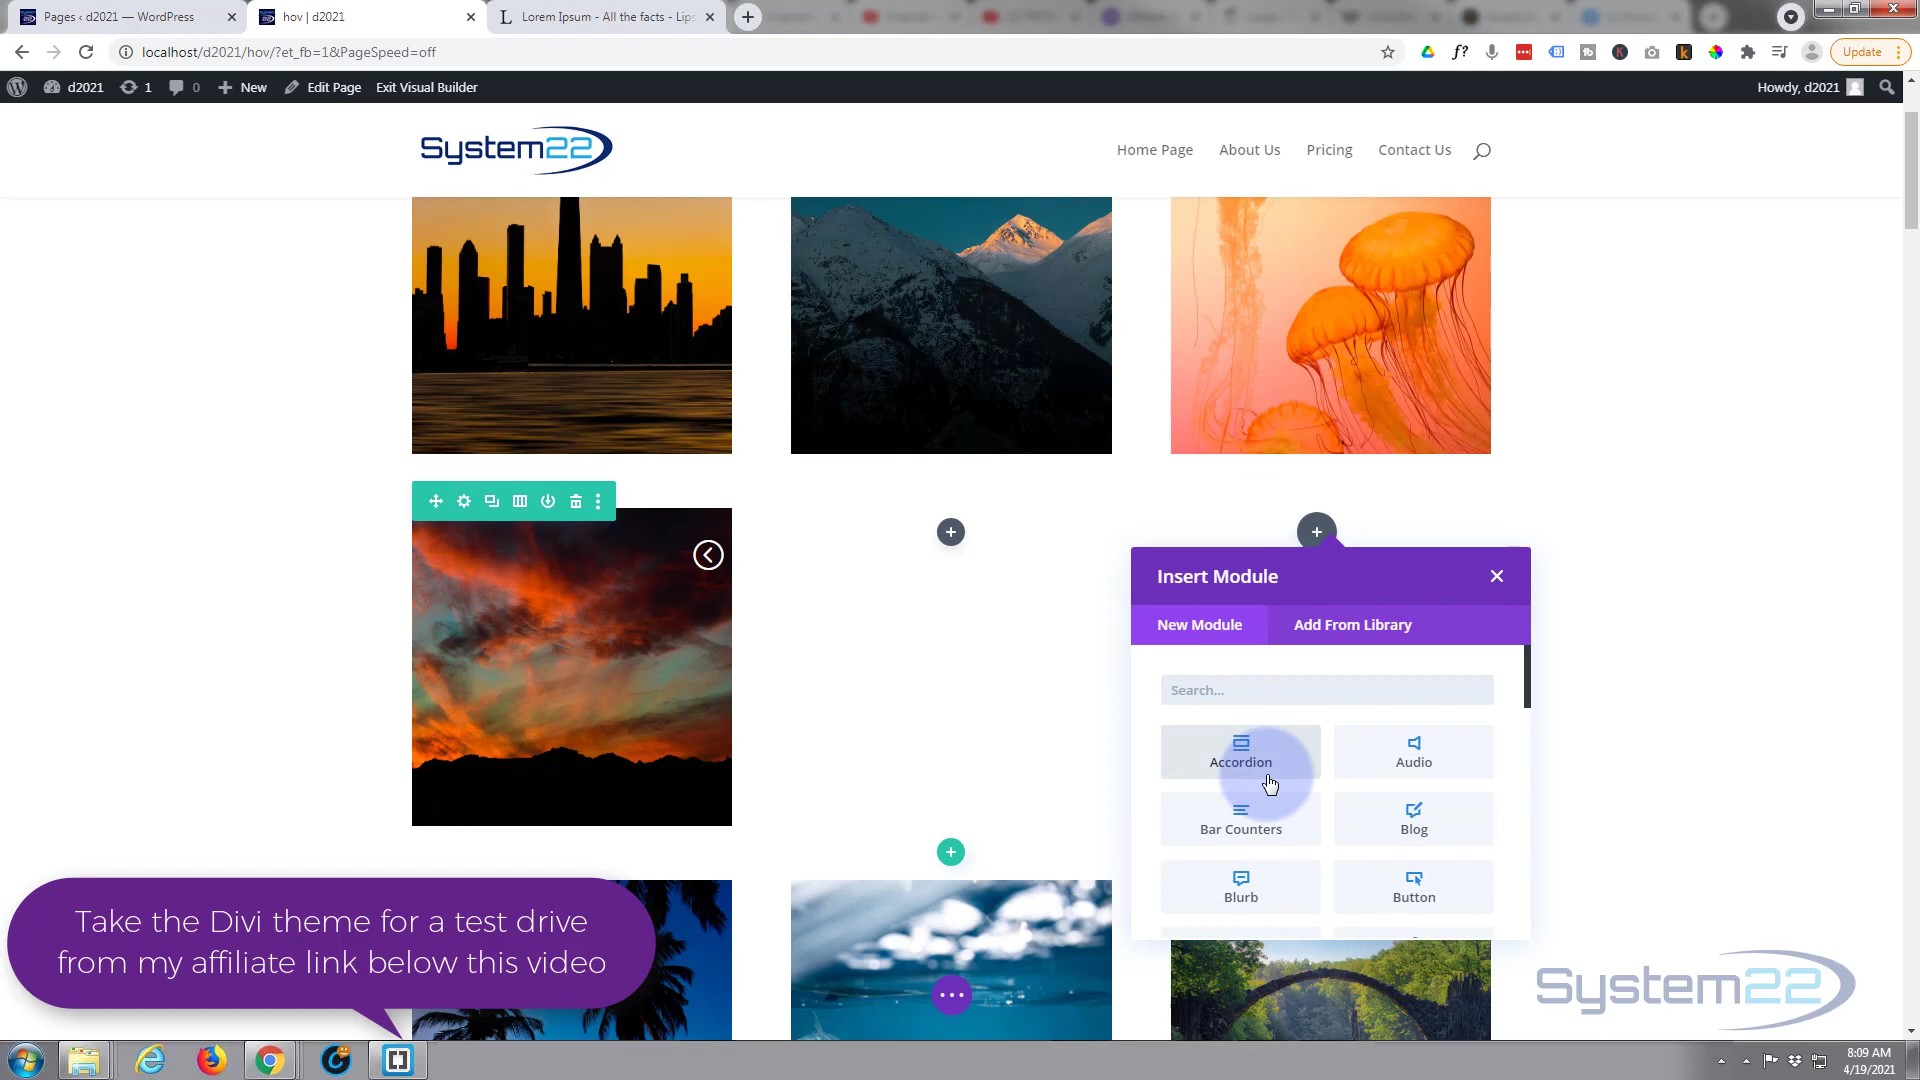 Pages ‹ d2021 — WordPress
hov | d2021
Lorem Ipsum - All the facts - Lips
localhost/d2021/hov/?et_fb=1&PageSpeed=off
Update
d2021
1
0
New
Edit Page
Exit Visual Builder
Howdy, d2021
System22
Home Page
About Us
Pricing
Contact Us
Insert Module
New Module
Add From Library
Search...
Accordion
Audio
Bar Counters
Blog
Blurb
Button
Take the Divi theme for a test drive
from my affiliate link below this video
System22
8:09 AM
4/19/2021